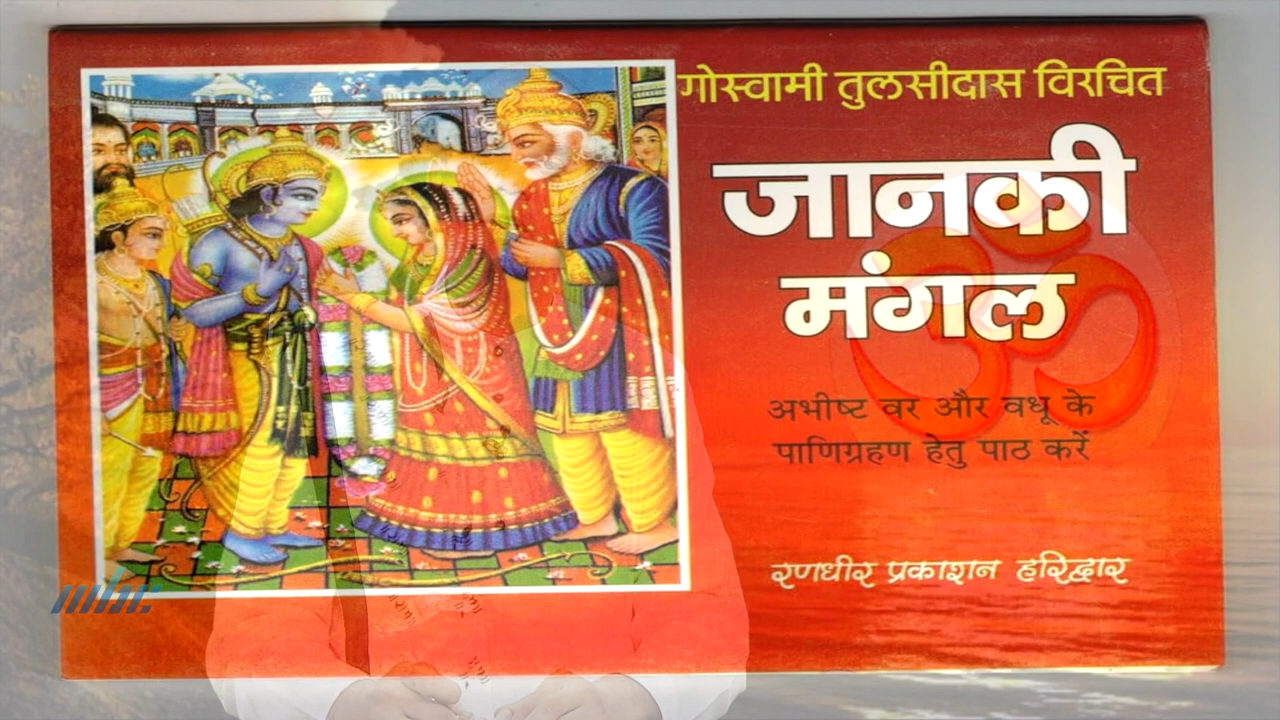 गोस्वामी तुलसीदास विरचित
जानकी
मंगल
ॐ
अभीष्ट वर और वधू के
पाणिग्रहण हेतु पाठ करें
रणधीर प्रकाशन हरिद्वार